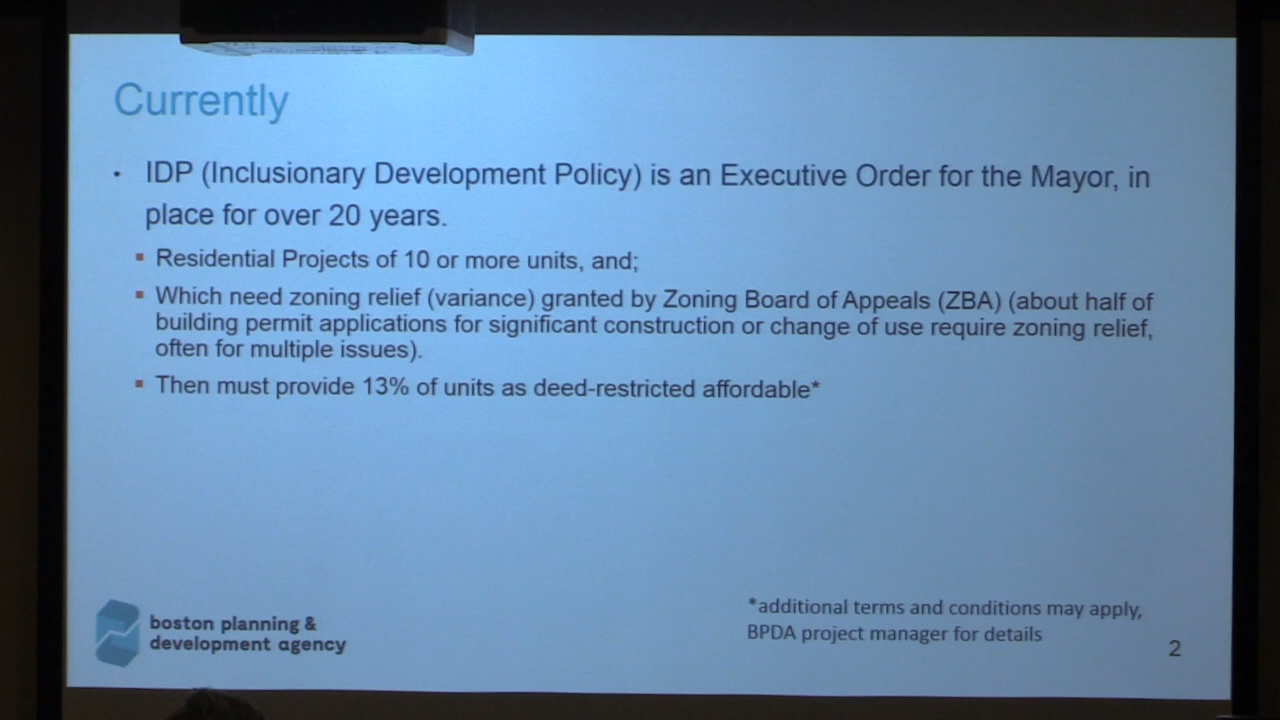 Currently
• IDP (Inclusionary Development Policy) is an Executive Order for the Mayor, in
place for over 20 years.
▪ Residential Projects of 10 or more units, and;
▪ Which need zoning relief (variance) granted by Zoning Board of Appeals (ZBA) (about half of
building permit applications for significant construction or change of use require zoning relief,
often for multiple issues).
▪ Then must provide 13% of units as deed-restricted affordable*
*additional terms and conditions may apply,
BPDA project manager for details
boston planning &
development agency
2